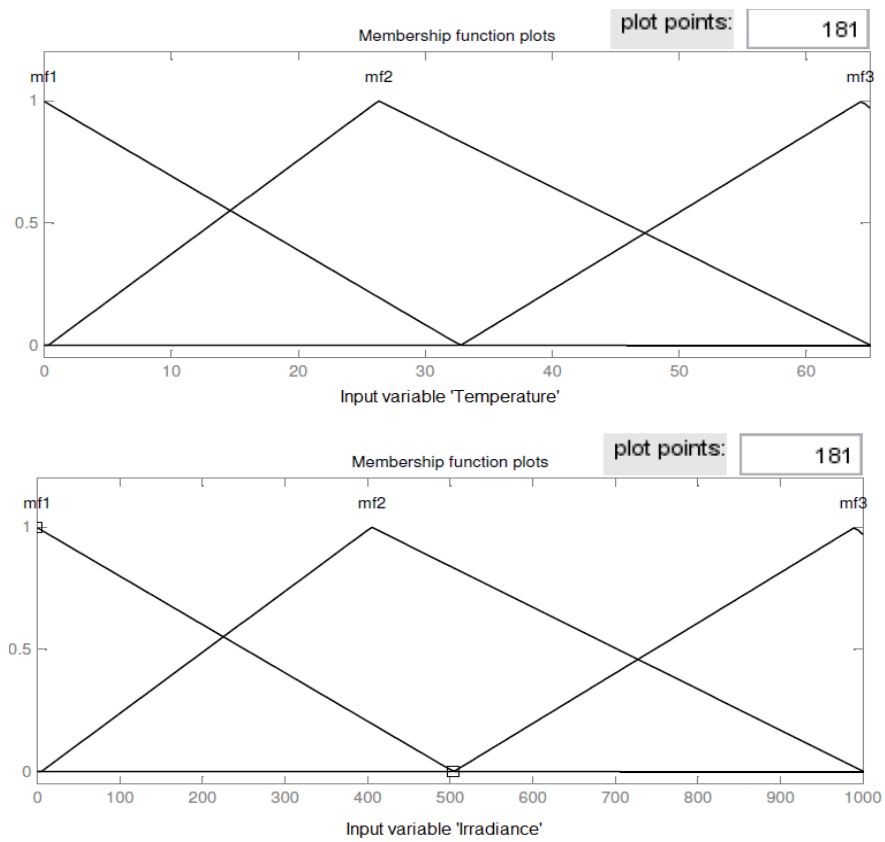 plot points: 181
Membership function plots
mf1 mf2 mf3
1
0.5
0
0 10 20 30 40 50 60
Input variable 'Temperature'
plot points: 181
Membership function plots
mf1 mf2 mf3
1
0.5
0
0 100 200 300 400 500 600 700 800 900 1000
Input variable 'Irradiance'